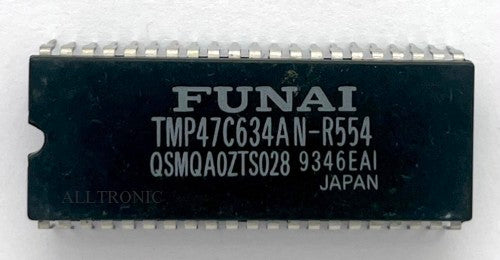 FUNAI
TMP47C634AN-R554
QSMQA0ZTS028 9346EAI
JAPAN
ALLTRONIC